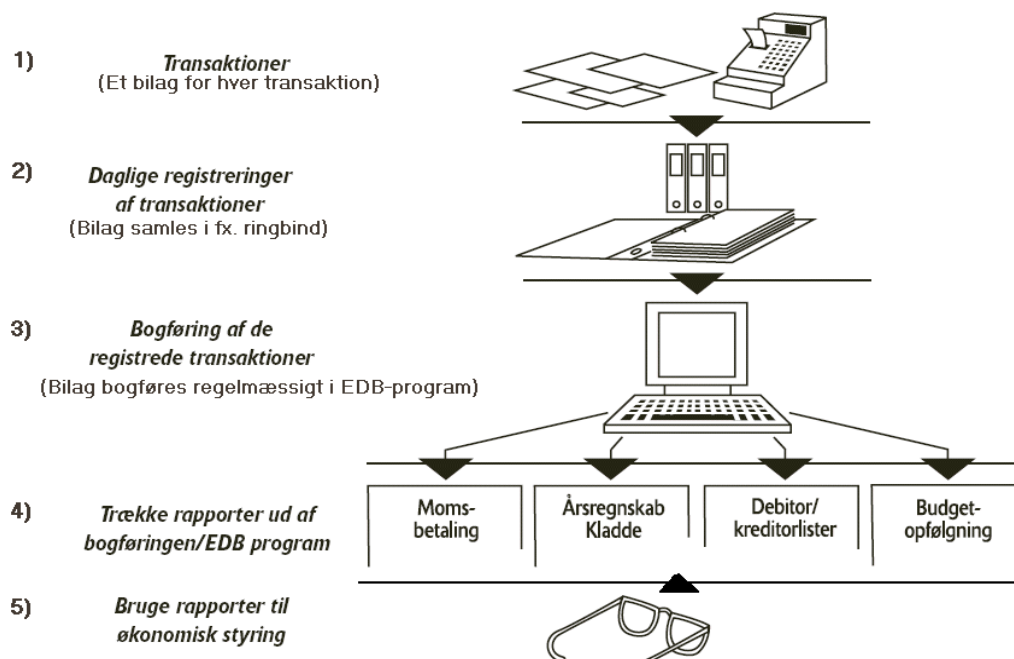 1) Transaktioner
(Et bilag for hver transaktion)
2) Daglige registreringer
af transaktioner
(Bilag samles i fx. ringbind)
3) Bogføring af de
registrede transaktioner
(Bilag bogføres regelmæssigt i EDB-program)
4) Trække rapporter ud af
bogføringen/EDB program
Moms-
betaling
Årsregnskab
Kladde
Debitor/
kreditorlister
Budget-
opfølgning
5) Bruge rapporter til
økonomisk styring